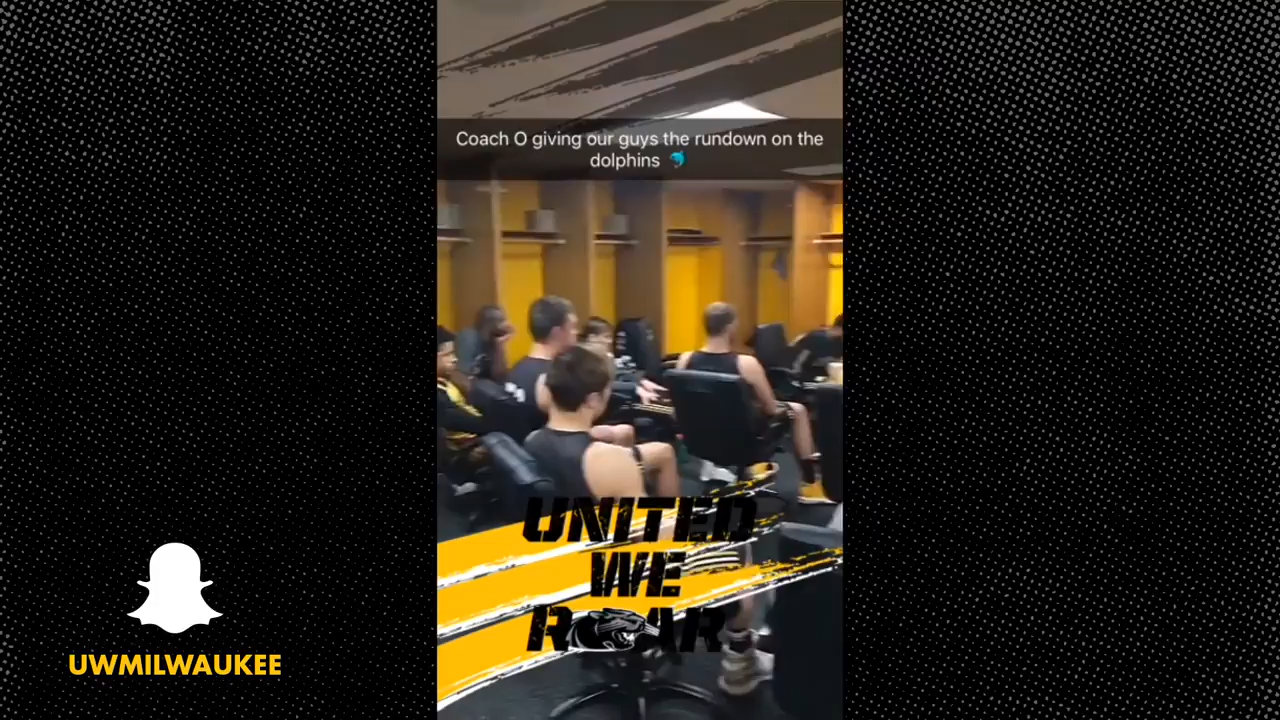 Coach O giving our guys the rundown on the
dolphins 🐬
UNITED
WE
ROAR
UWMILWAUKEE